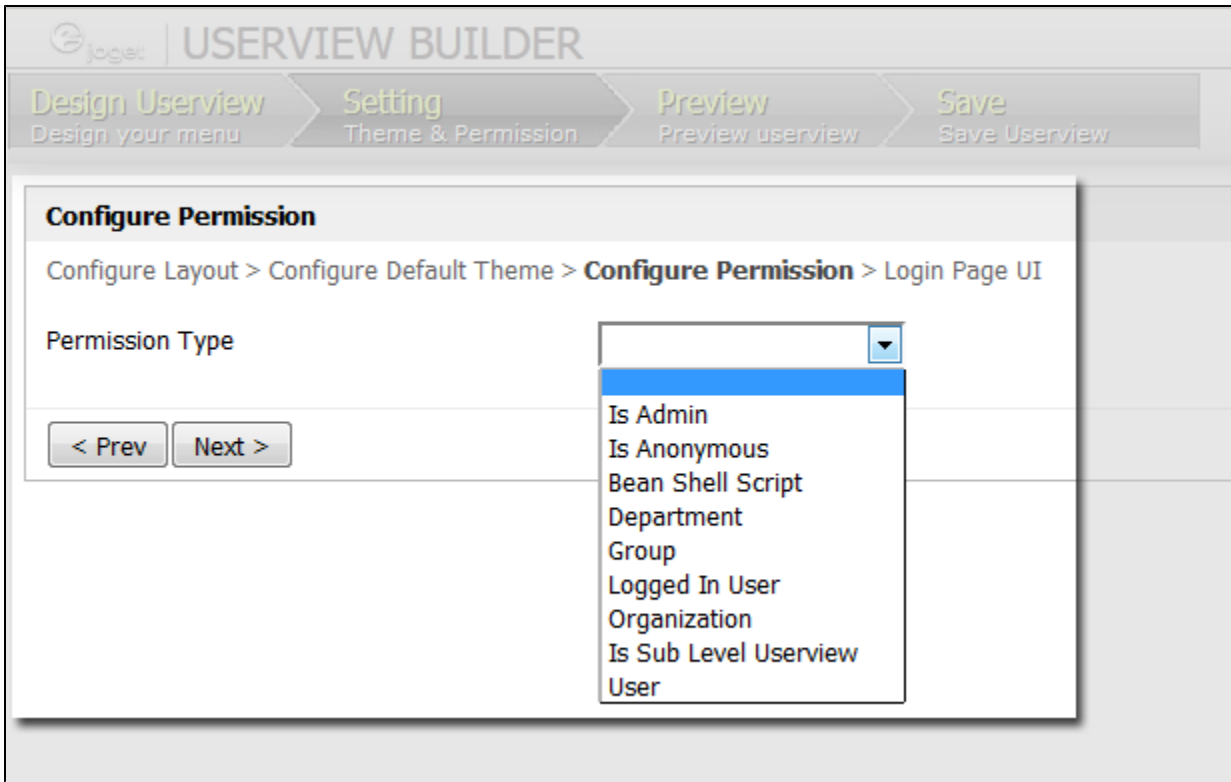 joget | USERVIEW BUILDER
Design Userview Setting Preview Save
Design your menu Theme & Permission Preview userview Save Userview
Configure Permission
Configure Layout > Configure Default Theme > Configure Permission > Login Page UI
Permission Type
Is Admin
< Prev Next > Is Anonymous
Bean Shell Script
Department
Group
Logged In User
Organization
Is Sub Level Userview
User